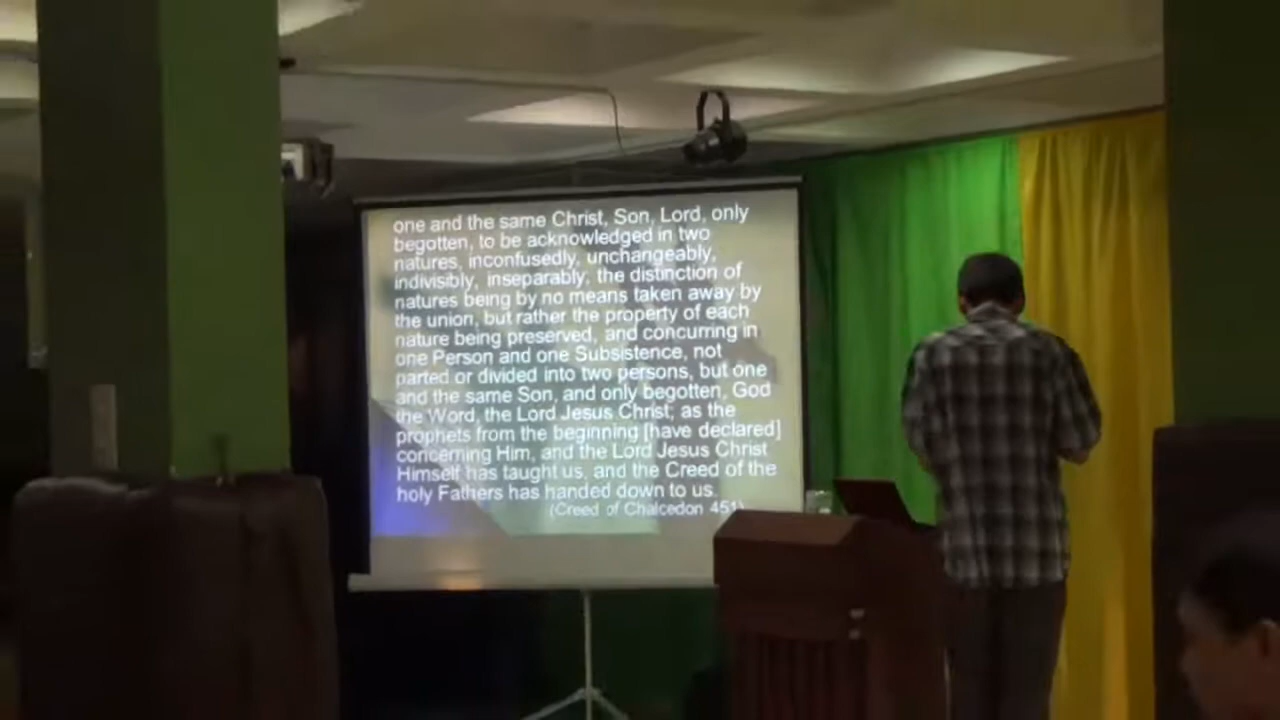 one and the same Christ, Son, Lord, only
begotten, to be acknowledged in two
natures, inconfusedly, unchangeably,
indivisibly, inseparably; the distinction of
natures being by no means taken away by
the union, but rather the property of each
nature being preserved, and concurring in
one Person and one Subsistence, not
parted or divided into two persons, but one
and the same Son, and only begotten, God
the Word, the Lord Jesus Christ; as the
prophets from the beginning [have declared]
concerning Him, and the Lord Jesus Christ
Himself has taught us, and the Creed of the
holy Fathers has handed down to us.
(Creed of Chalcedon 451)